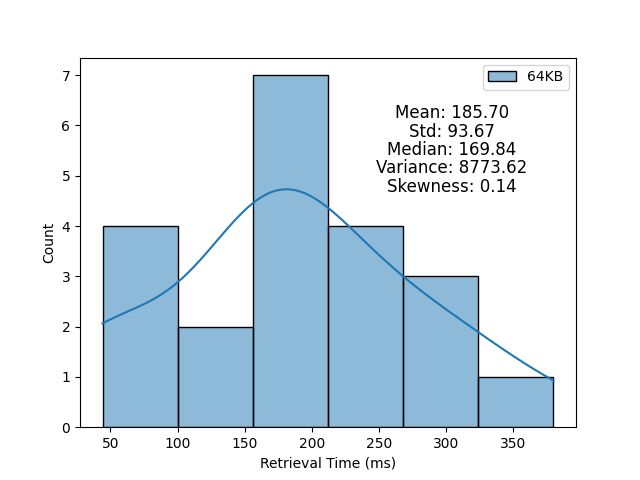 64KB
Mean: 185.70
Std: 93.67
Median: 169.84
Variance: 8773.62
Skewness: 0.14
7
6
5
4
3
2
1
0
Count
50 100 150 200 250 300 350
Retrieval Time (ms)